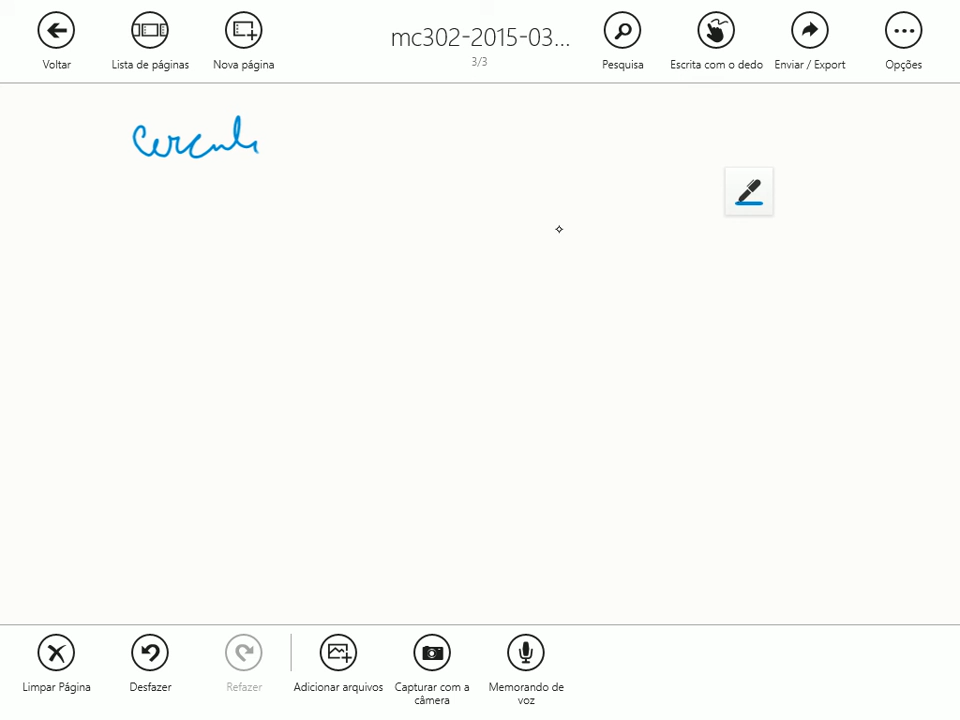 mc302-2015-03...
3/3
Voltar
Lista de páginas
Nova página
Pesquisa
Escrita com o dedo
Enviar / Export
Opções
Limpar Página
Desfazer
Refazer
Adicionar arquivos
Capturar com a
câmera
Memorando de
voz